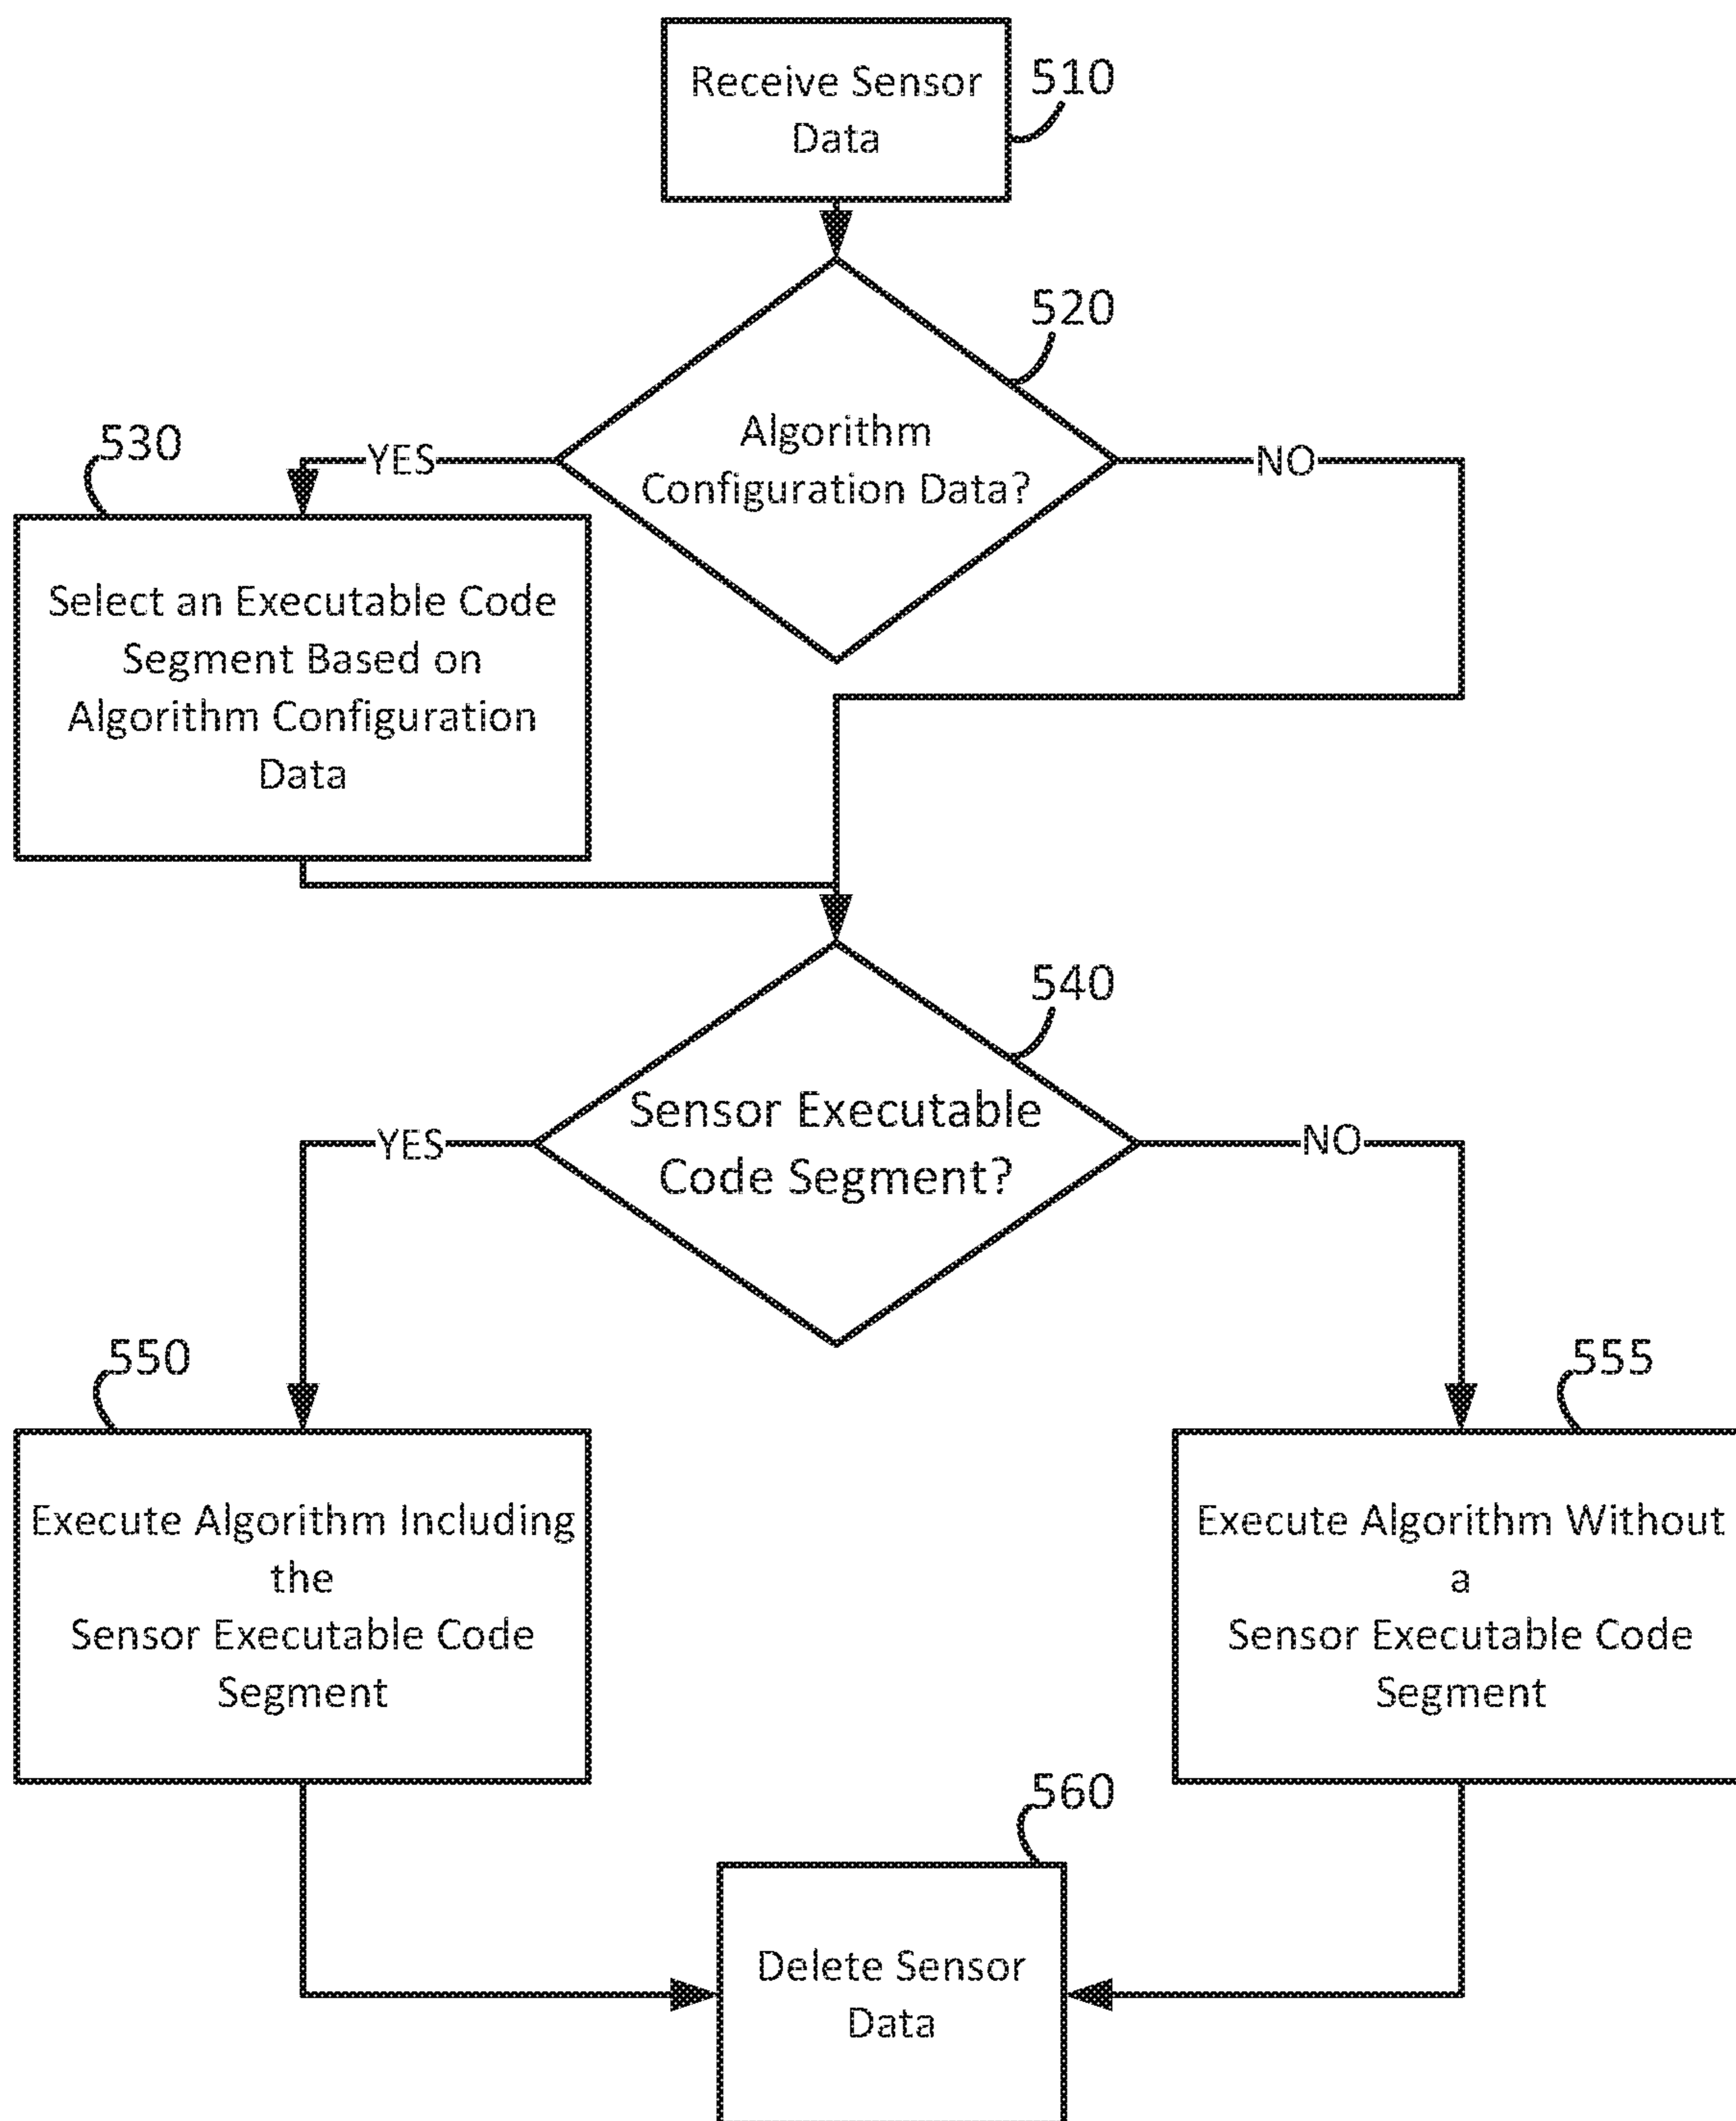 Receive Sensor
Data
510
520
Algorithm
Configuration Data?
YES
NO
530
Select an Executable Code
Segment Based on
Algorithm Configuration
Data
540
Sensor Executable
Code Segment?
YES
NO
550
555
Execute Algorithm Including
the
Sensor Executable Code
Segment
Execute Algorithm Without
a
Sensor Executable Code
Segment
560
Delete Sensor
Data